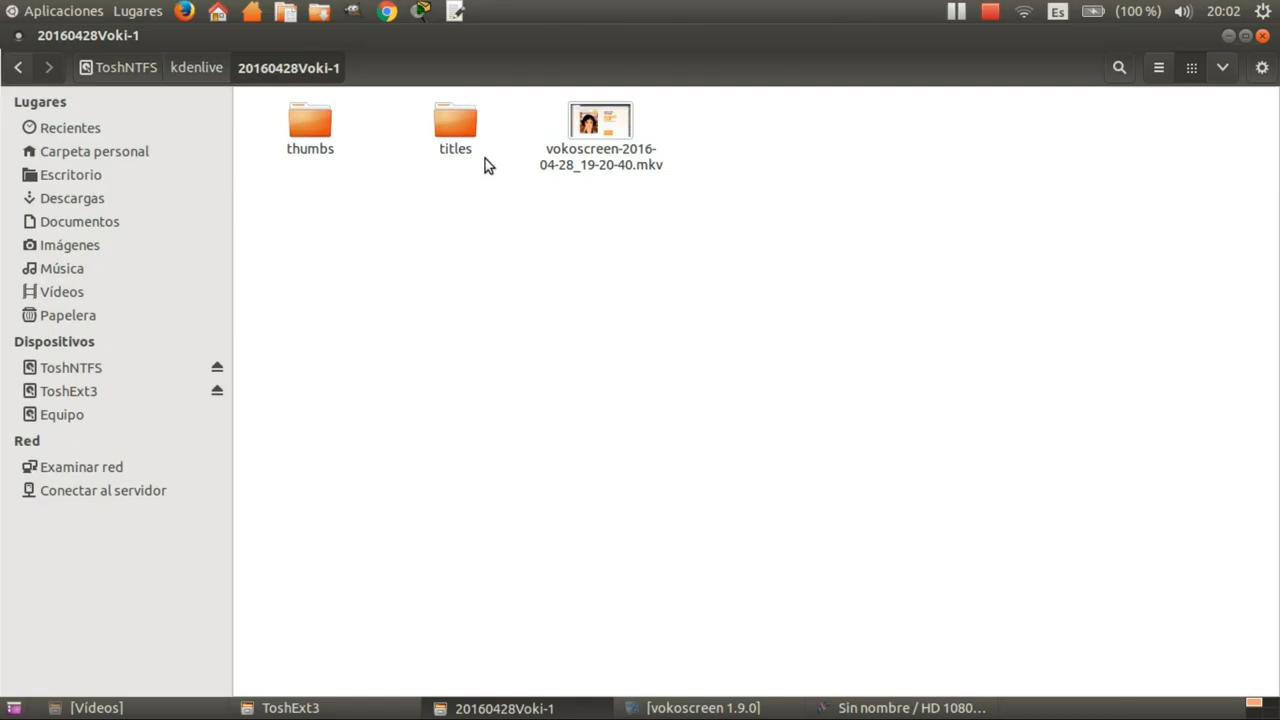 Aplicaciones Lugares Es (100 %) 20:02
20160428Voki-1
ToshNTFS kdenlive 20160428Voki-1
Lugares
Recientes
Carpeta personal
Escritorio
Descargas
Documentos
Imágenes
Música
Vídeos
Papelera
Dispositivos
ToshNTFS
ToshExt3
Equipo
Red
Examinar red
Conectar al servidor
thumbs
titles
vokoscreen-2016-
04-28_19-20-40.mkv
[Vídeos] ToshExt3 20160428Voki-1 [vokoscreen 1.9.0] Sin nombre / HD 1080...